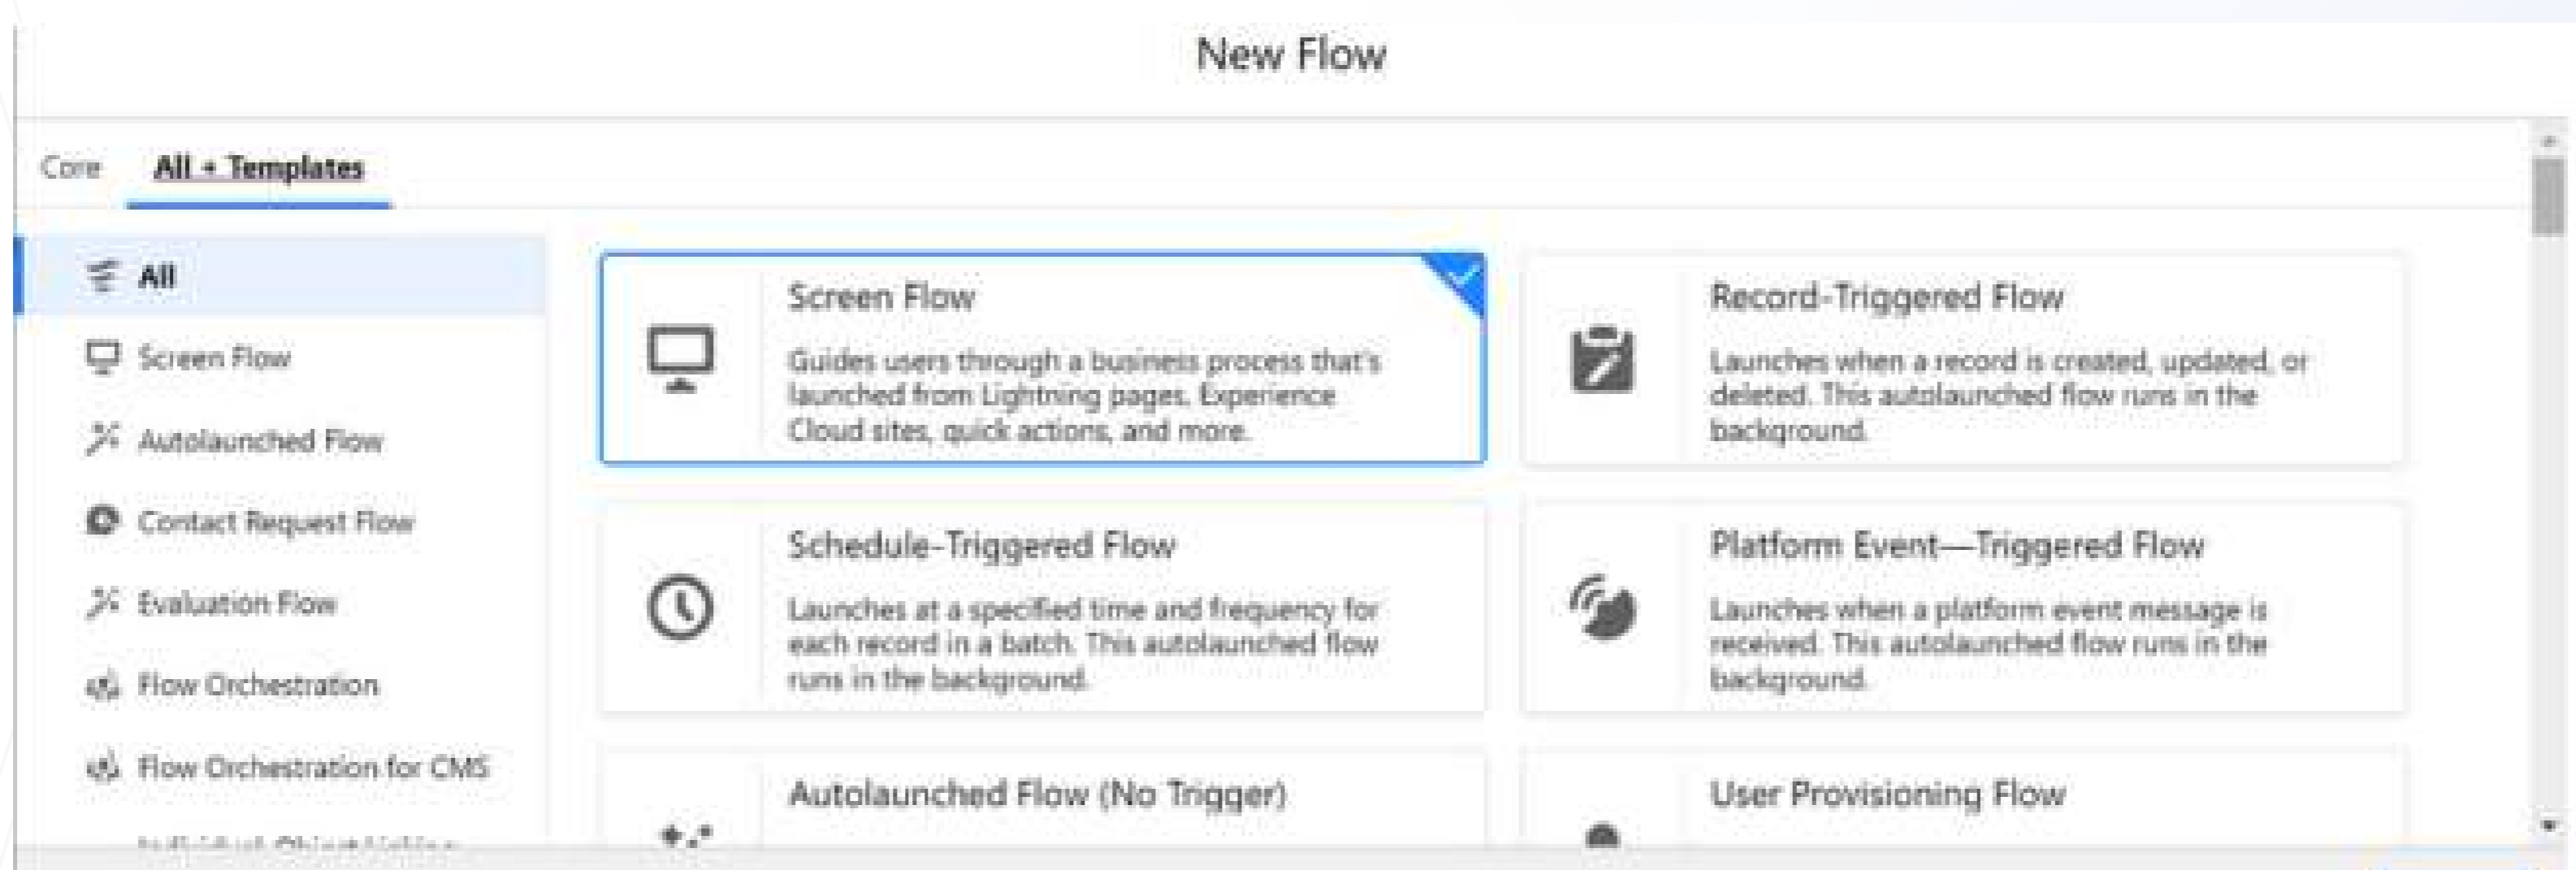 New Flow
Core
All + Templates
All
Screen Flow
Autolaunched Flow
Contact Request Flow
Evaluation Flow
Flow Orchestration
Flow Orchestration for CMS
Screen Flow
Guides users through a business process that's
launched from Lightning pages, Experience
Cloud sites, quick actions, and more.
Record-Triggered Flow
Launches when a record is created, updated, or
deleted. This autolaunched flow runs in the
background.
Schedule-Triggered Flow
Launches at a specified time and frequency for
each record in a batch. This autolaunched flow
runs in the background.
Platform Event—Triggered Flow
Launches when a platform event message is
received. This autolaunched flow runs in the
background.
Autolaunched Flow (No Trigger)
User Provisioning Flow